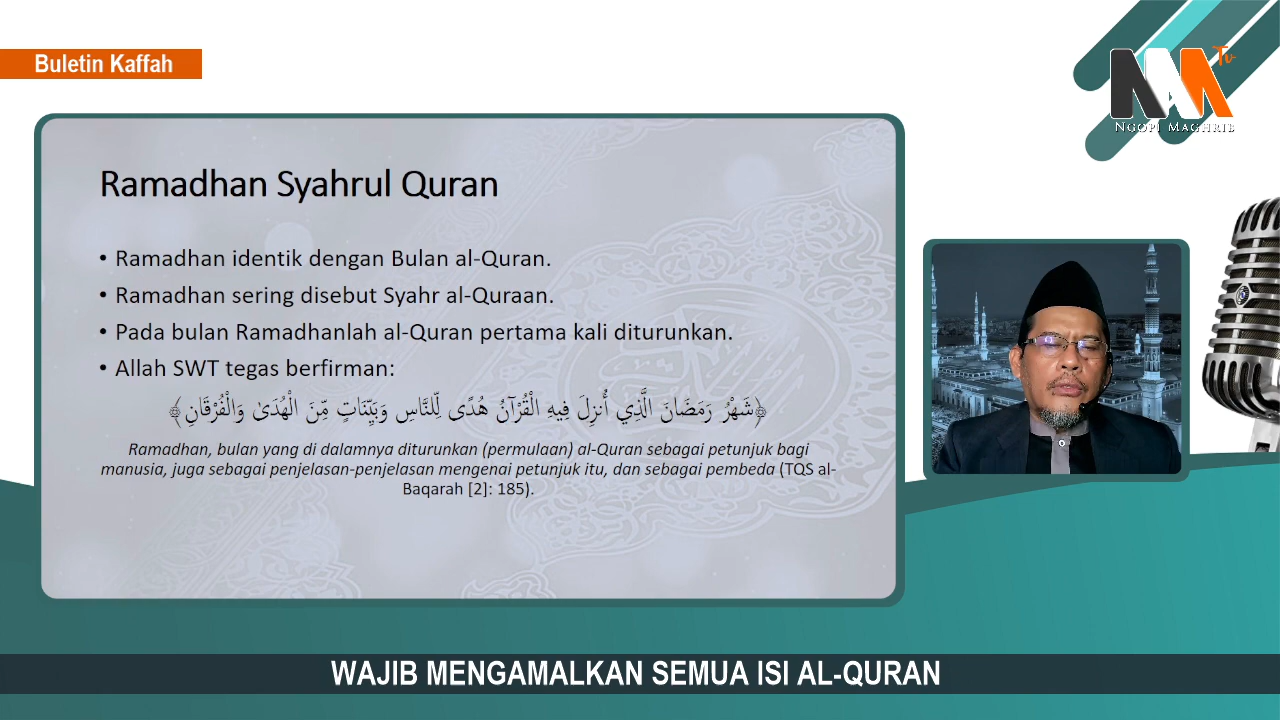 Buletin Kaffah
Tv
NGOPI MAGHRIB
Ramadhan Syahrul Quran
• Ramadhan identik dengan Bulan al-Quran.
• Ramadhan sering disebut Syahr al-Quraan.
• Pada bulan Ramadhanlah al-Quran pertama kali diturunkan.
• Allah SWT tegas berfirman:
﴿شَهْرُ رَمَضَانَ الَّذِي أُنزِلَ فِيهِ الْقُرْآنُ هُدًى لِّلنَّاسِ وَبَيِّنَاتٍ مِّنَ الْهُدَىٰ وَالْفُرْقَانِ﴾
Ramadhan, bulan yang di dalamnya diturunkan (permulaan) al-Quran sebagai petunjuk bagi
manusia, juga sebagai penjelasan-penjelasan mengenai petunjuk itu, dan sebagai pembeda (TQS al-
Baqarah [2]: 185).
WAJIB MENGAMALKAN SEMUA ISI AL-QURAN